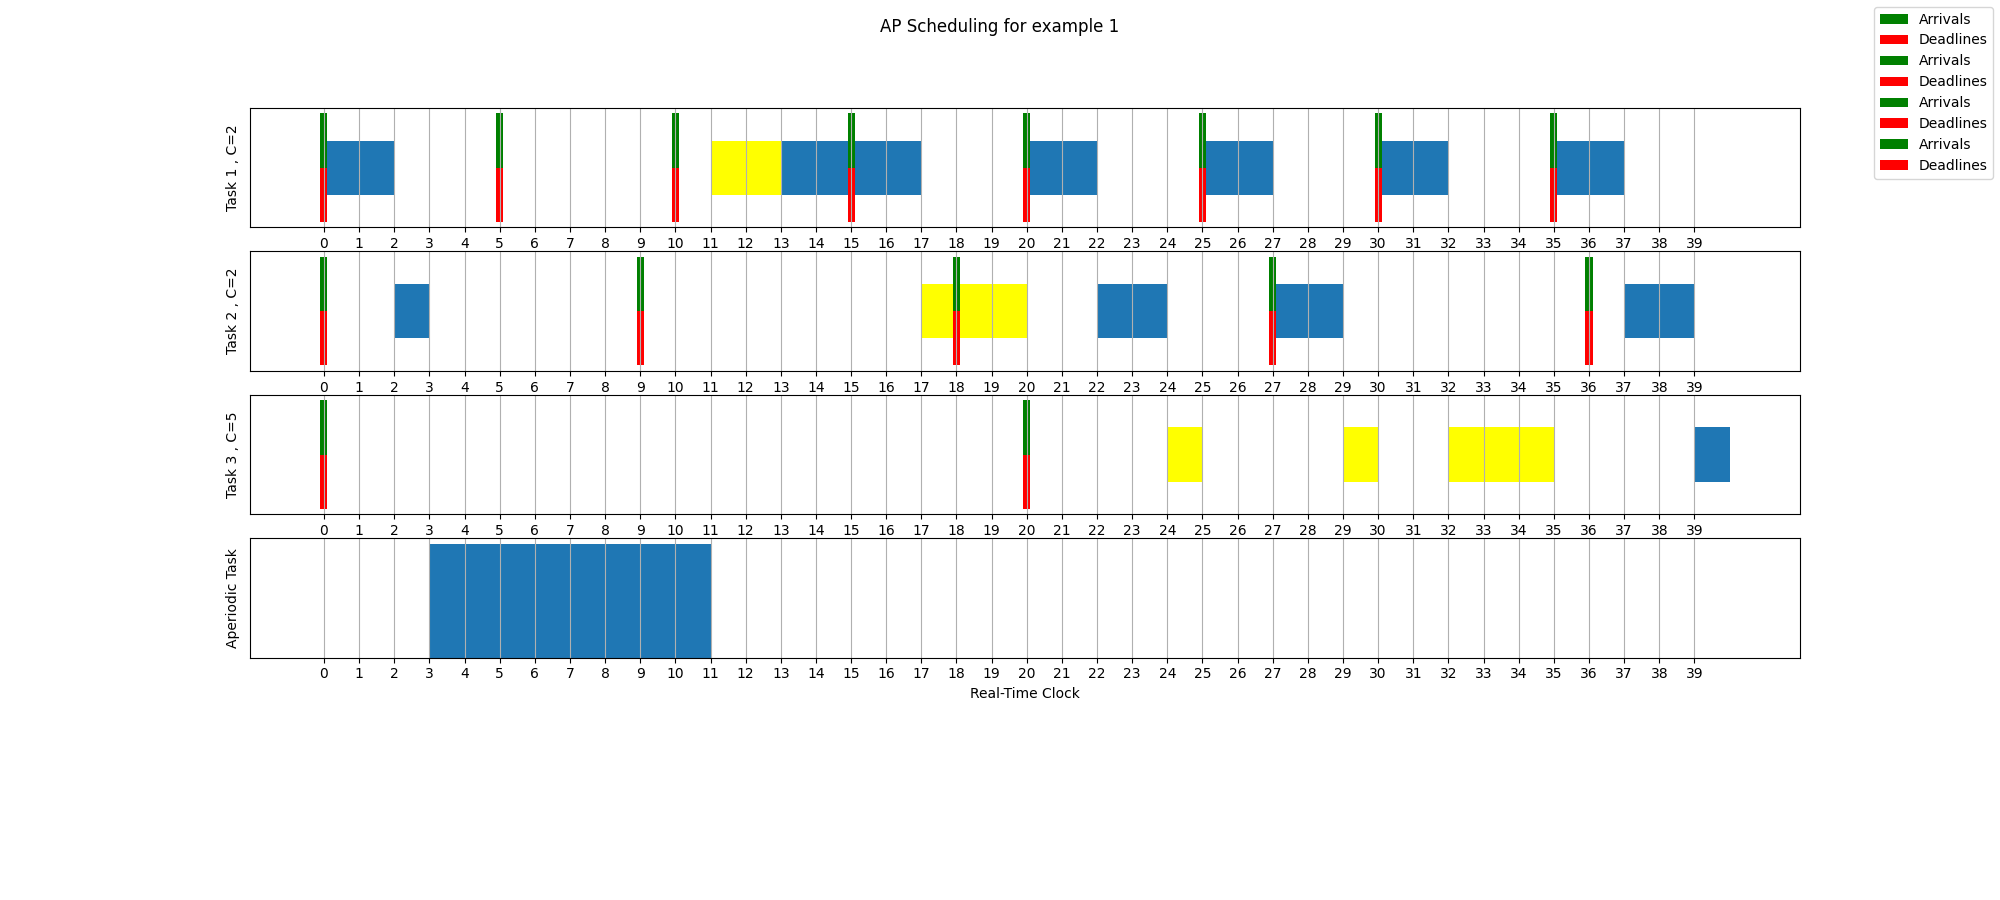 AP Scheduling for example 1
Arrivals
Deadlines
Arrivals
Deadlines
Arrivals
Deadlines
Arrivals
Deadlines
Task 1 , C=2
0 1 2 3 4 5 6 7 8 9 10 11 12 13 14 15 16 17 18 19 20 21 22 23 24 25 26 27 28 29 30 31 32 33 34 35 36 37 38 39
Task 2 , C=2
0 1 2 3 4 5 6 7 8 9 10 11 12 13 14 15 16 17 18 19 20 21 22 23 24 25 26 27 28 29 30 31 32 33 34 35 36 37 38 39
Task 3 , C=5
0 1 2 3 4 5 6 7 8 9 10 11 12 13 14 15 16 17 18 19 20 21 22 23 24 25 26 27 28 29 30 31 32 33 34 35 36 37 38 39
Aperiodic Task
0 1 2 3 4 5 6 7 8 9 10 11 12 13 14 15 16 17 18 19 20 21 22 23 24 25 26 27 28 29 30 31 32 33 34 35 36 37 38 39
Real-Time Clock